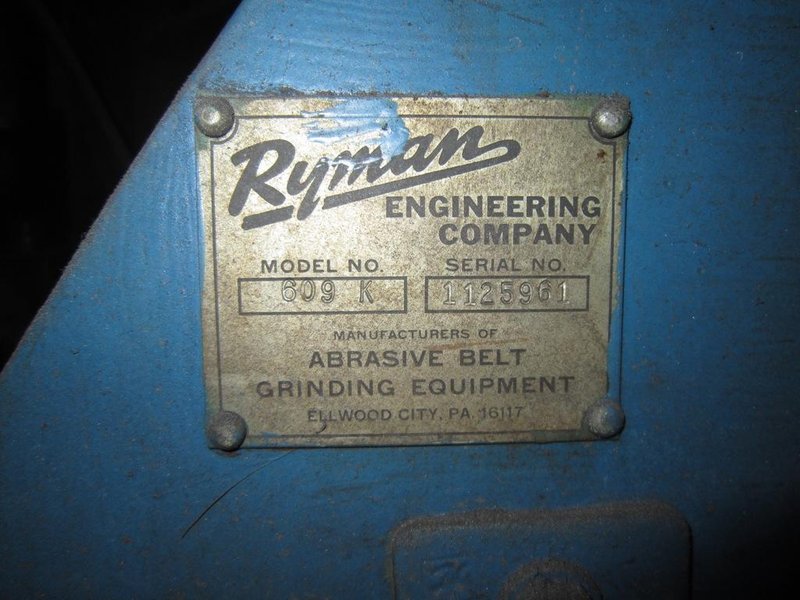 Ryman
ENGINEERING
COMPANY
MODEL NO. SERIAL NO.
609 K 1125961
MANUFACTURERS OF
ABRASIVE BELT
GRINDING EQUIPMENT
ELLWOOD CITY, PA. 16117